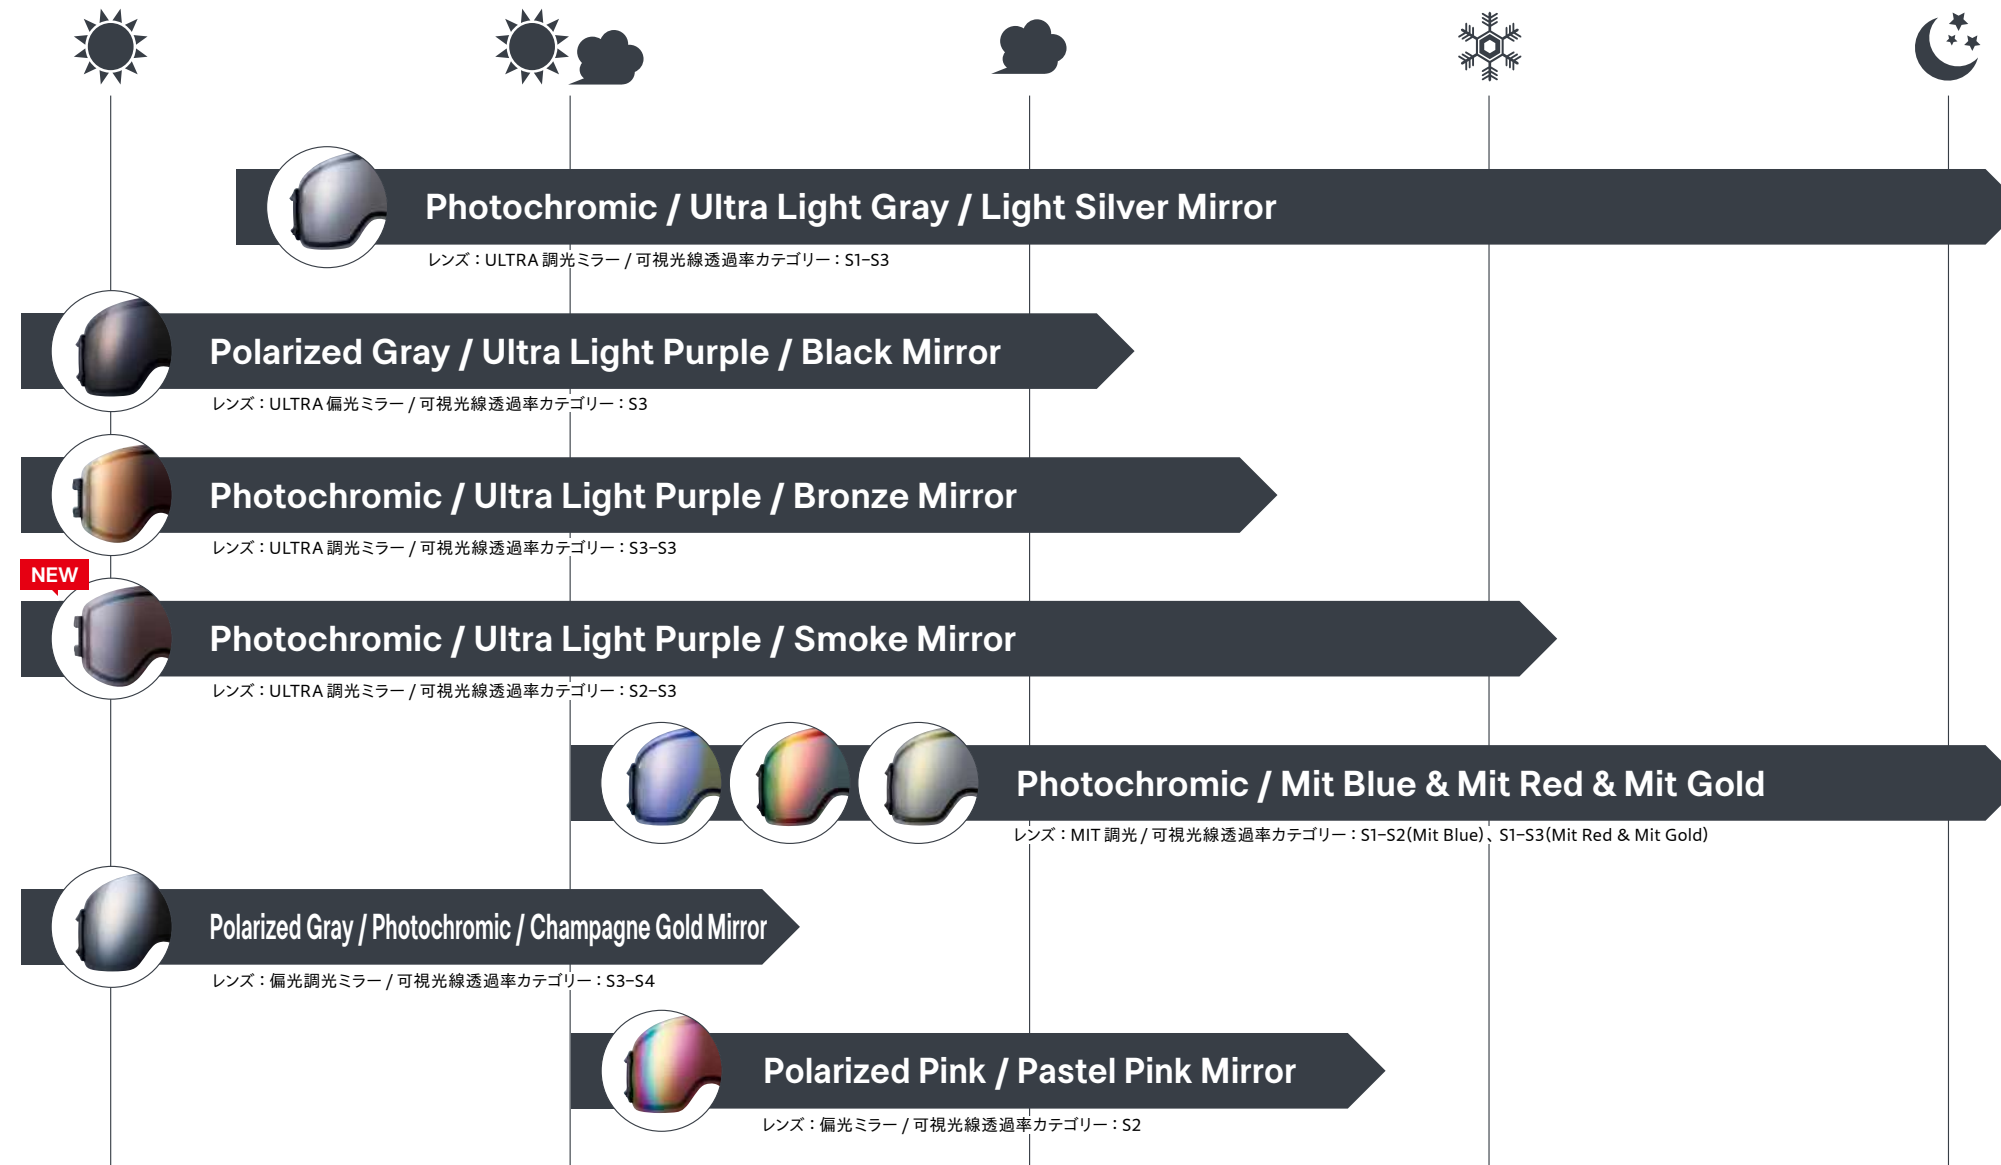 Photochromic / Ultra Light Gray / Light Silver Mirror
レンズ：ULTRA 調光ミラー / 可視光線透過率カテゴリー：S1−S3
Polarized Gray / Ultra Light Purple / Black Mirror
レンズ：ULTRA 偏光ミラー / 可視光線透過率カテゴリー：S3
Photochromic / Ultra Light Purple / Bronze Mirror
レンズ：ULTRA 調光ミラー / 可視光線透過率カテゴリー：S3−S3
NEW
Photochromic / Ultra Light Purple / Smoke Mirror
レンズ：ULTRA 調光ミラー / 可視光線透過率カテゴリー：S2−S3
Photochromic / Mit Blue & Mit Red & Mit Gold
レンズ：MIT 調光 / 可視光線透過率カテゴリー：S1−S2（Mit Blue）、S1−S3（Mit Red & Mit Gold）
Polarized Gray / Photochromic / Champagne Gold Mirror
レンズ：偏光調光ミラー / 可視光線透過率カテゴリー：S3−S4
Polarized Pink / Pastel Pink Mirror
レンズ：偏光ミラー / 可視光線透過率カテゴリー：S2